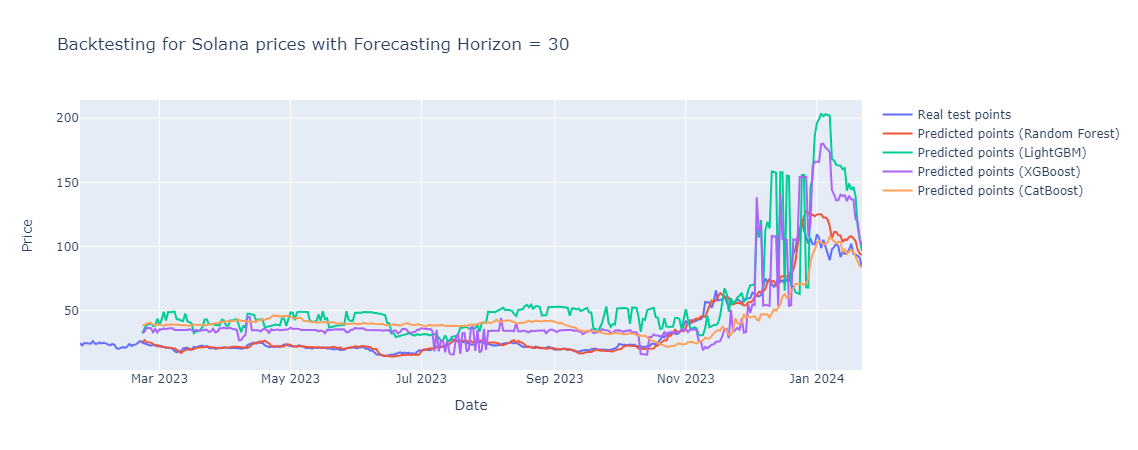 Backtesting for Solana prices with Forecasting Horizon = 30
Price
200
150
100
50
Mar 2023
May 2023
Jul 2023
Sep 2023
Nov 2023
Jan 2024
Date
Real test points
Predicted points (Random Forest)
Predicted points (LightGBM)
Predicted points (XGBoost)
Predicted points (CatBoost)